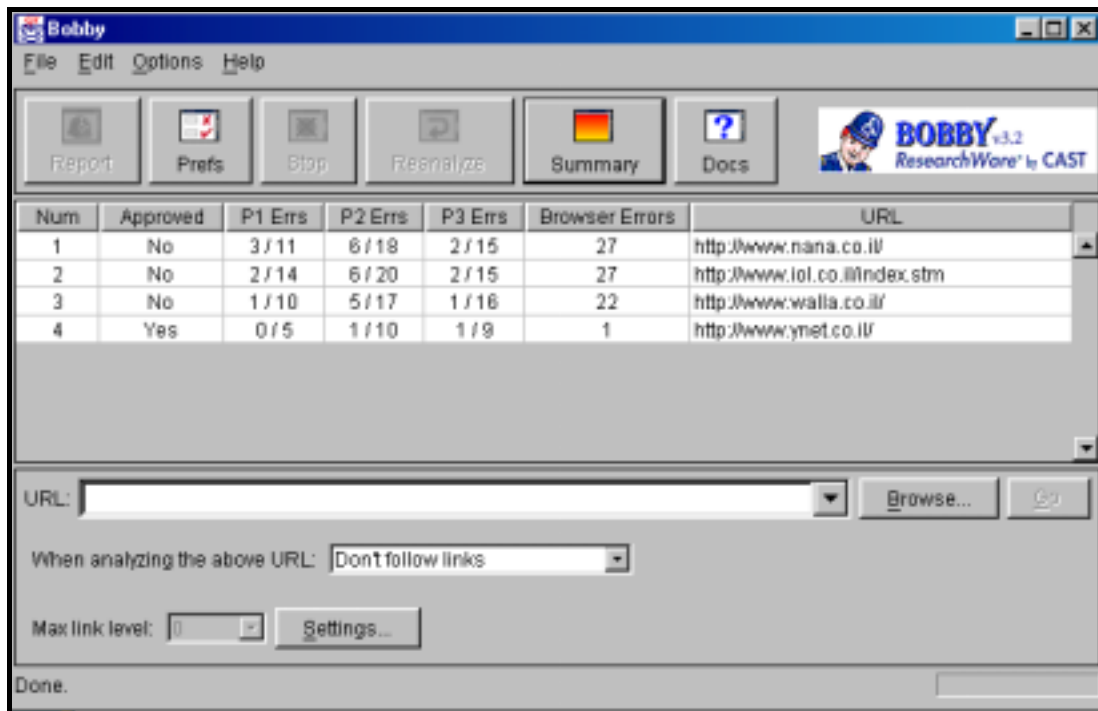 Bobby
File Edit Options Help
Report Prefs Stop Reanalyze Summary Docs
BOBBY v3.2
ResearchWare by CAST
Num Approved P1 Errs P2 Errs P3 Errs Browser Errors URL
1 No 3 / 11 6 / 18 2 / 15 27 http://www.nana.co.il/
2 No 2 / 14 6 / 20 2 / 15 27 http://www.iol.co.il/index.stm
3 No 1 / 10 5 / 17 1 / 16 22 http://www.walla.co.il/
4 Yes 0 / 5 1 / 10 1 / 9 1 http://www.ynet.co.il/
URL: Browse... Go
When analyzing the above URL: Don't follow links
Max link level: 0 Settings...
Done.